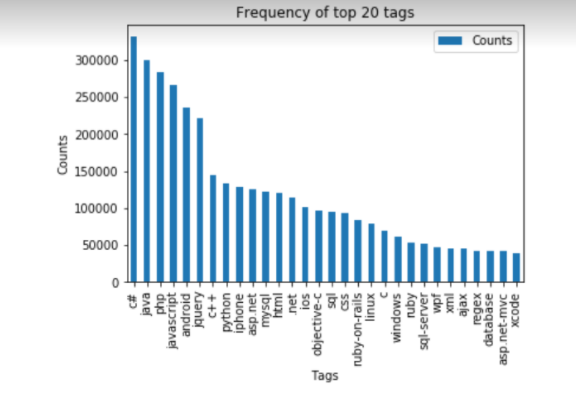 Frequency of top 20 tags
Counts
300000
250000
200000
150000
100000
50000
0
Counts
c#
java
php
javascript
android
jquery
c++
python
iphone
asp.net
mysql
html
.net
ios
objective-c
sql
css
ruby-on-rails
linux
c
windows
ruby
sql-server
wpf
xml
ajax
regex
database
asp.net-mvc
xcode
Tags